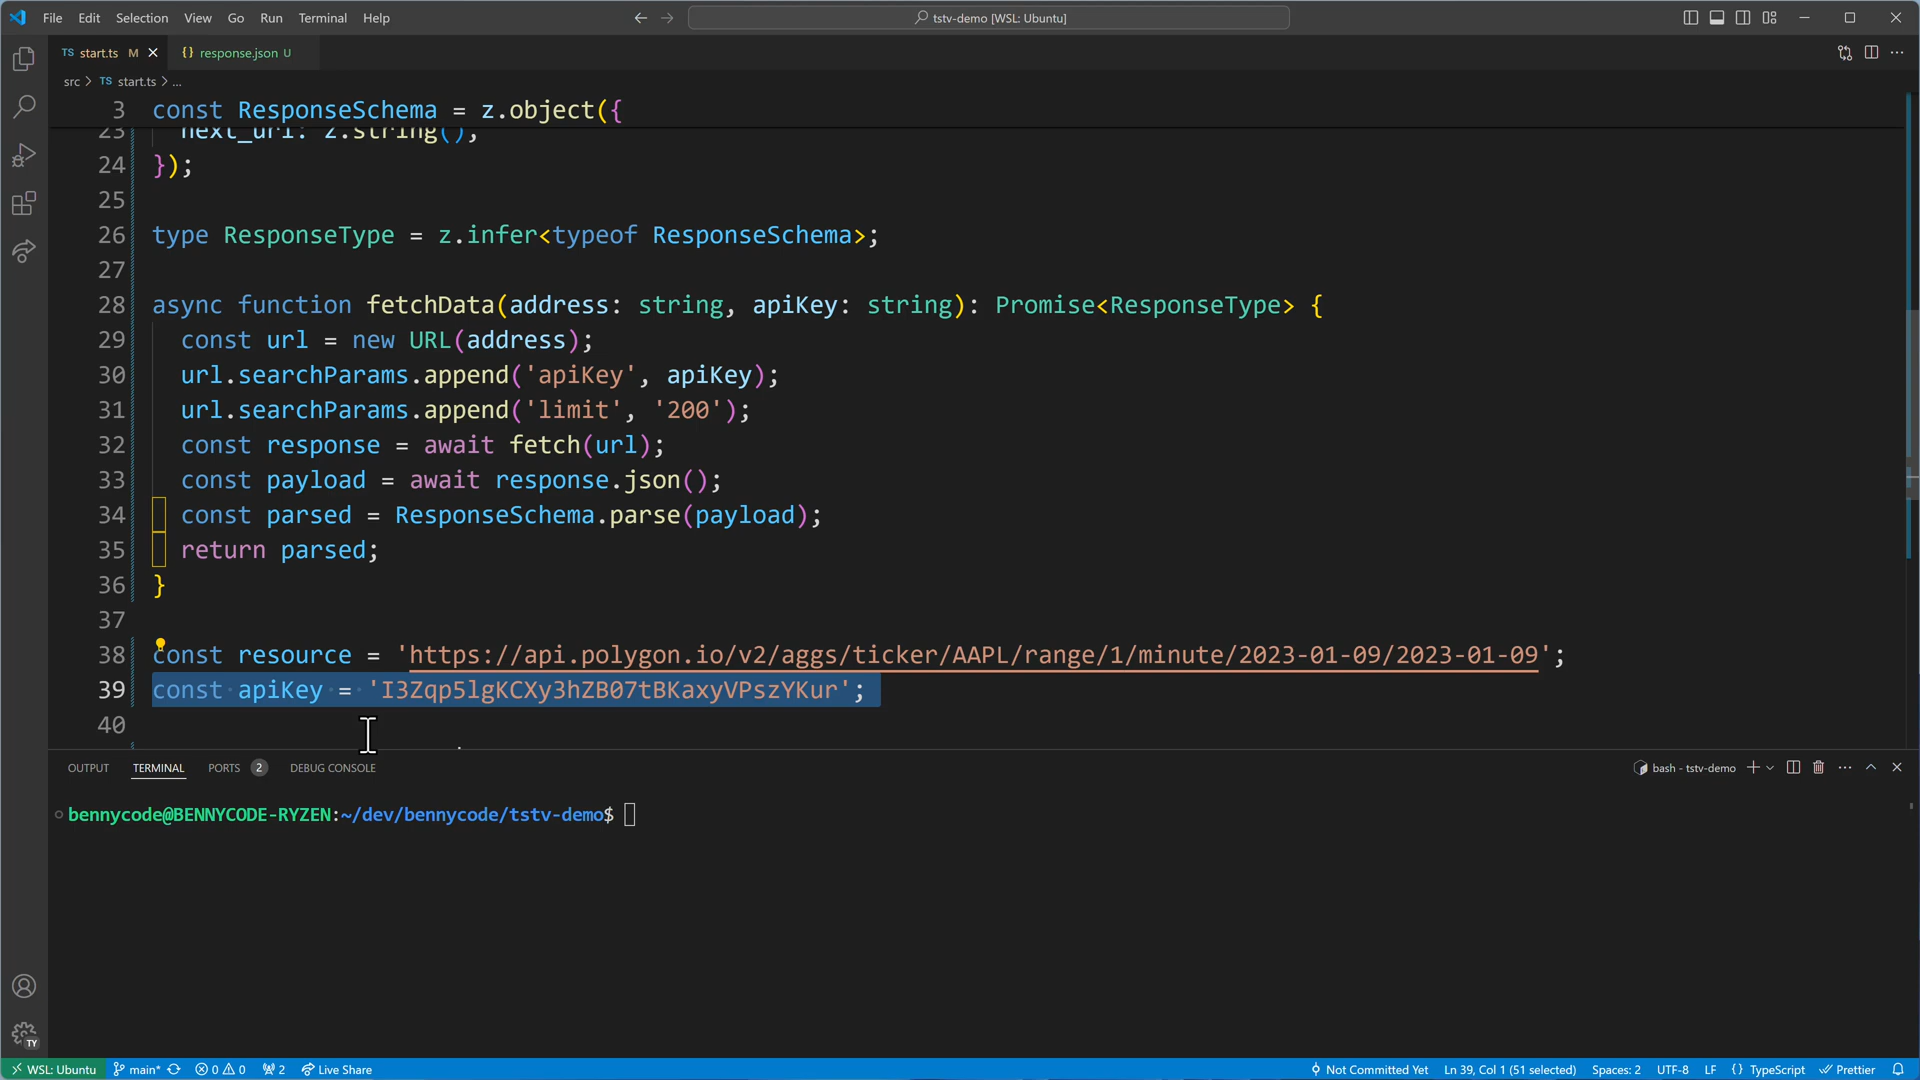 File Edit Selection View Go Run Terminal Help
tstv-demo [WSL: Ubuntu]
TS start.ts M
{} response.json U
src > TS start.ts > ...
3 const ResponseSchema = z.object({
23 next_url: z.string(),
24 });
25
26 type ResponseType = z.infer<typeof ResponseSchema>;
27
28 async function fetchData(address: string, apiKey: string): Promise<ResponseType> {
29 const url = new URL(address);
30 url.searchParams.append('apiKey', apiKey);
31 url.searchParams.append('limit', '200');
32 const response = await fetch(url);
33 const payload = await response.json();
34 const parsed = ResponseSchema.parse(payload);
35 return parsed;
36 }
37
38 const resource = 'https://api.polygon.io/v2/aggs/ticker/AAPL/range/1/minute/2023-01-09/2023-01-09';
39 const apiKey = 'I3Zqp5lgKCXy3hZB07tBKaxyVPszYKur';
40
OUTPUT TERMINAL PORTS 2 DEBUG CONSOLE
bash - tstv-demo
bennycode@BENNYCODE-RYZEN:~/dev/bennycode/tstv-demo$
TY
WSL: Ubuntu main* 0 0 2 Live Share
Not Committed Yet Ln 39, Col 1 (51 selected) Spaces: 2 UTF-8 LF {} TypeScript Prettier